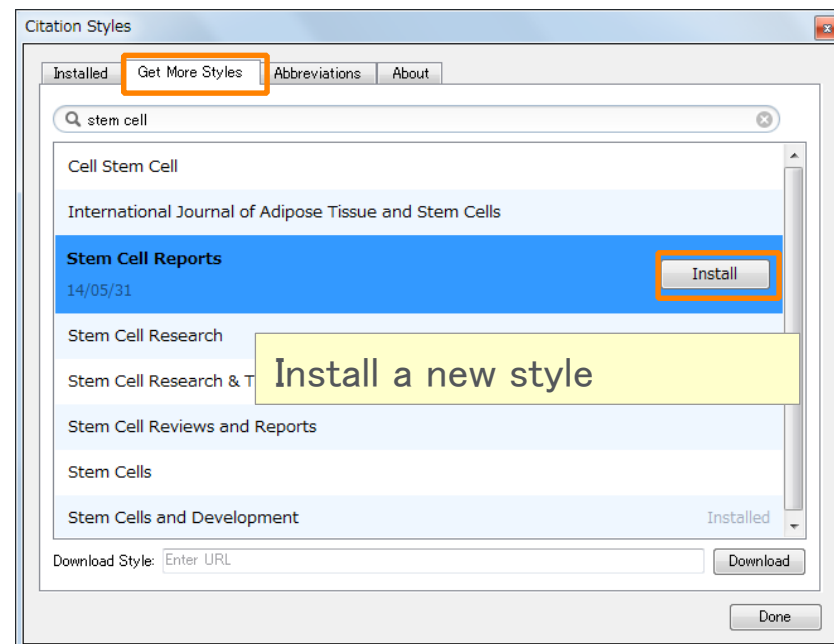 Citation Styles
Installed Get More Styles Abbreviations About
stem cell
Cell Stem Cell
International Journal of Adipose Tissue and Stem Cells
Stem Cell Reports
Install
14/05/31
Stem Cell Research
Install a new style
Stem Cell Research & T
Stem Cell Reviews and Reports
Stem Cells
Stem Cells and Development Installed
Download Style: Enter URL Download
Done